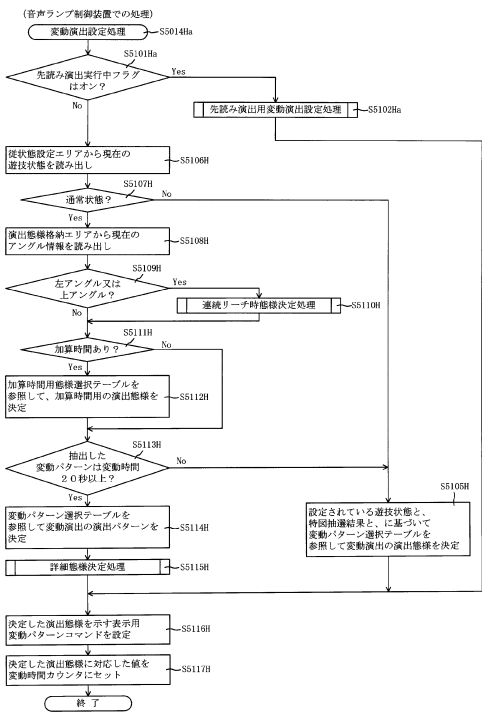 (音声ランプ制御装置での処理)
変動演出設定処理
S5014Ha
S5101Ha
先読み演出実行中フラグ
はオン？
Yes
No
先読み演出用変動演出設定処理
S5102Ha
従状態設定エリアから現在の
遊技状態を読み出し
S5106H
S5107H
通常状態？
No
Yes
演出態様格納エリアから現在の
アングル情報を読み出し
S5108H
S5109H
左アングル又は
上アングル？
Yes
No
連続リーチ時態様決定処理
S5110H
S5111H
加算時間あり？
No
Yes
加算時間用態様選択テーブルを
参照して、加算時間用の演出態様を
決定
S5112H
S5113H
抽出した
変動パターンは変動時間
２０秒以上？
No
Yes
S5105H
設定されている遊技状態と、
特図抽選結果と、に基づいて
変動パターン選択テーブルを
参照して変動演出の演出態様を決定
変動パターン選択テーブルを
参照して変動演出の演出パターンを
決定
S5114H
詳細態様決定処理
S5115H
決定した演出態様を示す表示用
変動パターンコマンドを設定
S5116H
決定した演出態様に対応した値を
変動時間カウンタにセット
S5117H
終了